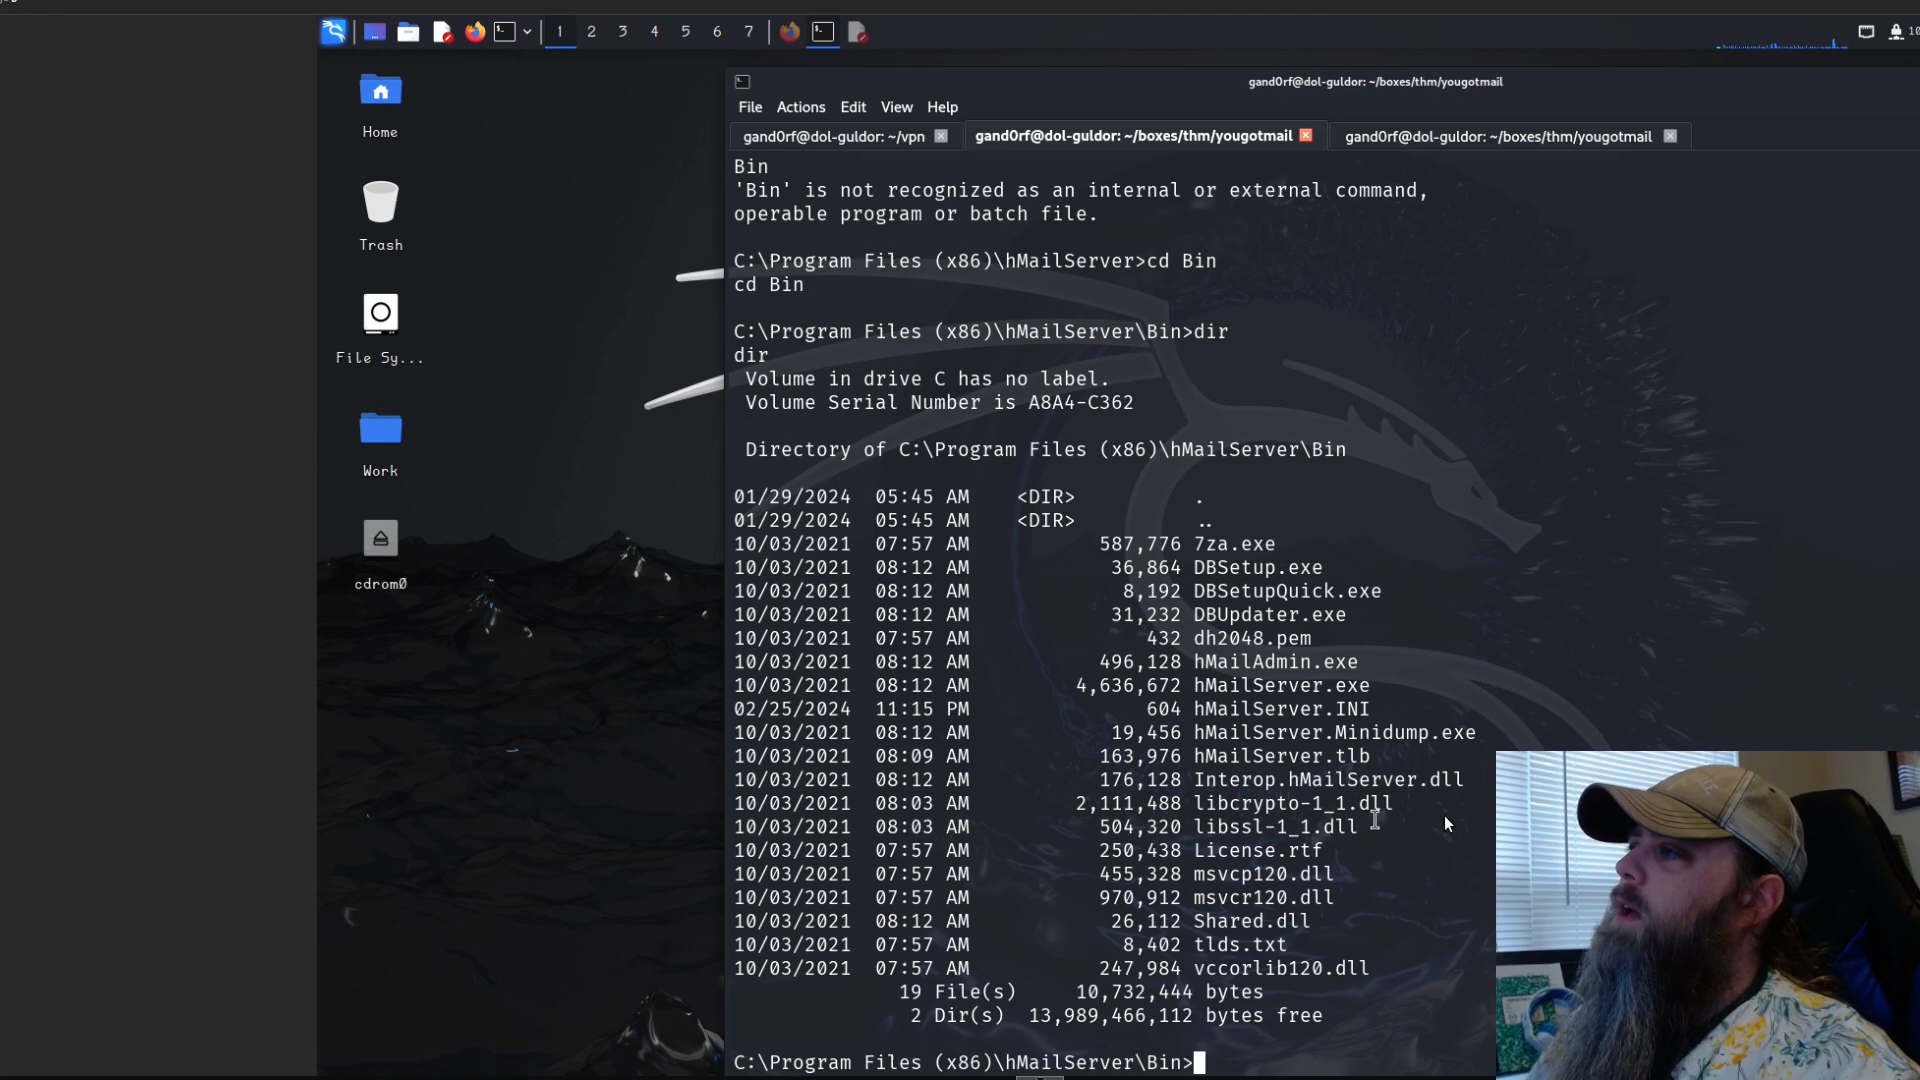 1 2 3 4 5 6 7
10
Home
Trash
File Sy...
Work
cdrom0
gand0rf@dol-guldor: ~/boxes/thm/yougotmail
File Actions Edit View Help
gand0rf@dol-guldor: ~/vpn
gand0rf@dol-guldor: ~/boxes/thm/yougotmail
gand0rf@dol-guldor: ~/boxes/thm/yougotmail
Bin
'Bin' is not recognized as an internal or external command,
operable program or batch file.
C:\Program Files (x86)\hMailServer>cd Bin
cd Bin
C:\Program Files (x86)\hMailServer\Bin>dir
dir
Volume in drive C has no label.
Volume Serial Number is A8A4-C362
Directory of C:\Program Files (x86)\hMailServer\Bin
01/29/2024 05:45 AM <DIR> .
01/29/2024 05:45 AM <DIR> ..
10/03/2021 07:57 AM 587,776 7za.exe
10/03/2021 08:12 AM 36,864 DBSetup.exe
10/03/2021 08:12 AM 8,192 DBSetupQuick.exe
10/03/2021 08:12 AM 31,232 DBUpdater.exe
10/03/2021 07:57 AM 432 dh2048.pem
10/03/2021 08:12 AM 496,128 hMailAdmin.exe
10/03/2021 08:12 AM 4,636,672 hMailServer.exe
02/25/2024 11:15 PM 604 hMailServer.INI
10/03/2021 08:12 AM 19,456 hMailServer.Minidump.exe
10/03/2021 08:09 AM 163,976 hMailServer.tlb
10/03/2021 08:12 AM 176,128 Interop.hMailServer.dll
10/03/2021 08:03 AM 2,111,488 libcrypto-1_1.dll
10/03/2021 08:03 AM 504,320 libssl-1_1.dll
10/03/2021 07:57 AM 250,438 License.rtf
10/03/2021 07:57 AM 455,328 msvcp120.dll
10/03/2021 07:57 AM 970,912 msvcr120.dll
10/03/2021 08:12 AM 26,112 Shared.dll
10/03/2021 07:57 AM 8,402 tlds.txt
10/03/2021 07:57 AM 247,984 vccorlib120.dll
19 File(s) 10,732,444 bytes
2 Dir(s) 13,989,466,112 bytes free
C:\Program Files (x86)\hMailServer\Bin>